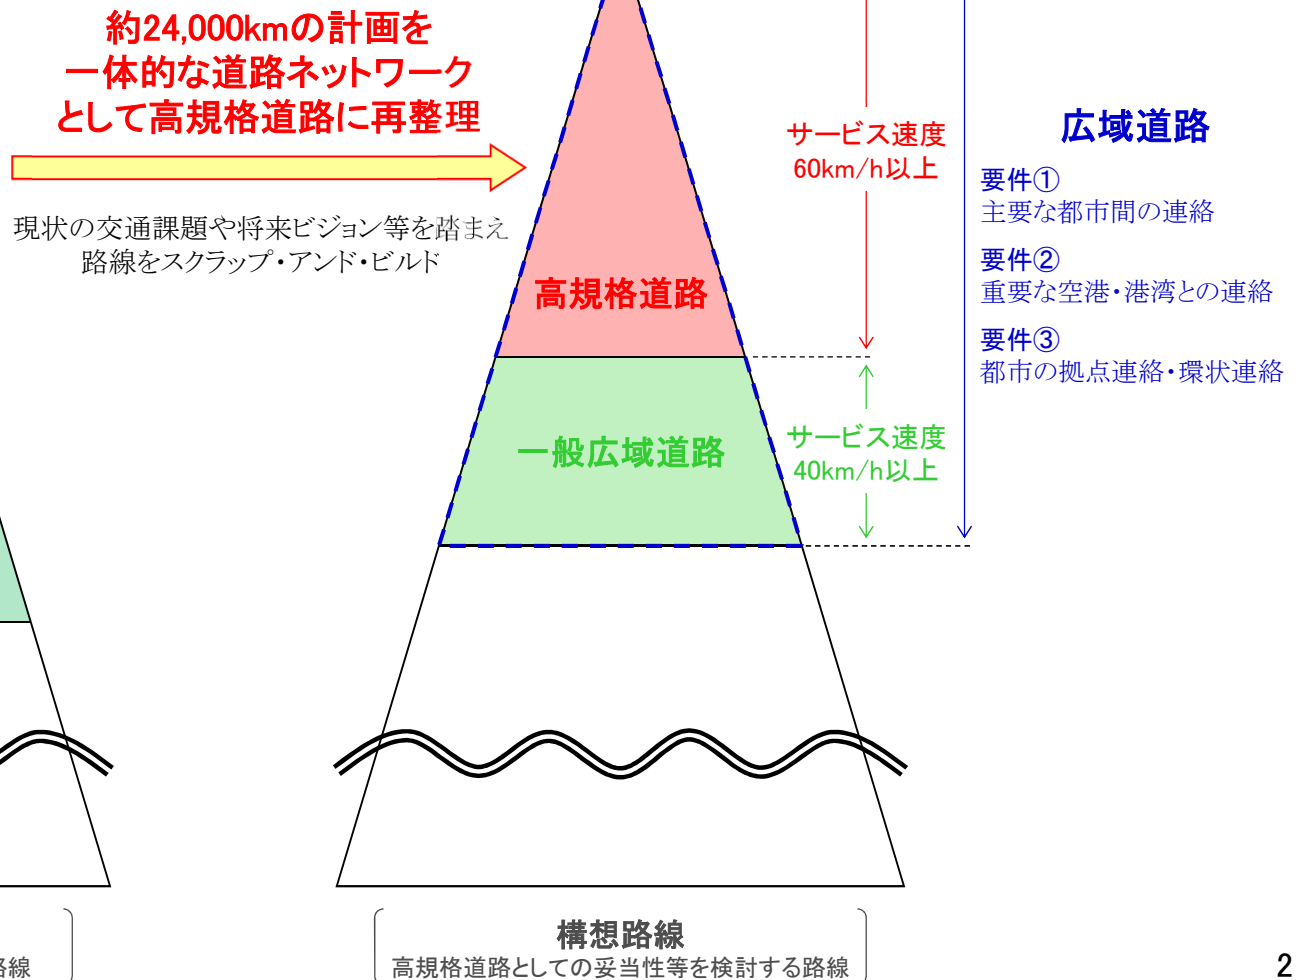 約24,000kmの計画を
一体的な道路ネットワーク
として高規格道路に再整理
現状の交通課題や将来ビジョン等を踏まえ
路線をスクラップ・アンド・ビルド
高規格道路
一般広域道路
サービス速度
60km/h以上
サービス速度
40km/h以上
広域道路
要件①
主要な都市間の連絡
要件②
重要な空港・港湾との連絡
要件③
都市の拠点連絡・環状連絡
路線
構想路線
高規格道路としての妥当性等を検討する路線
2